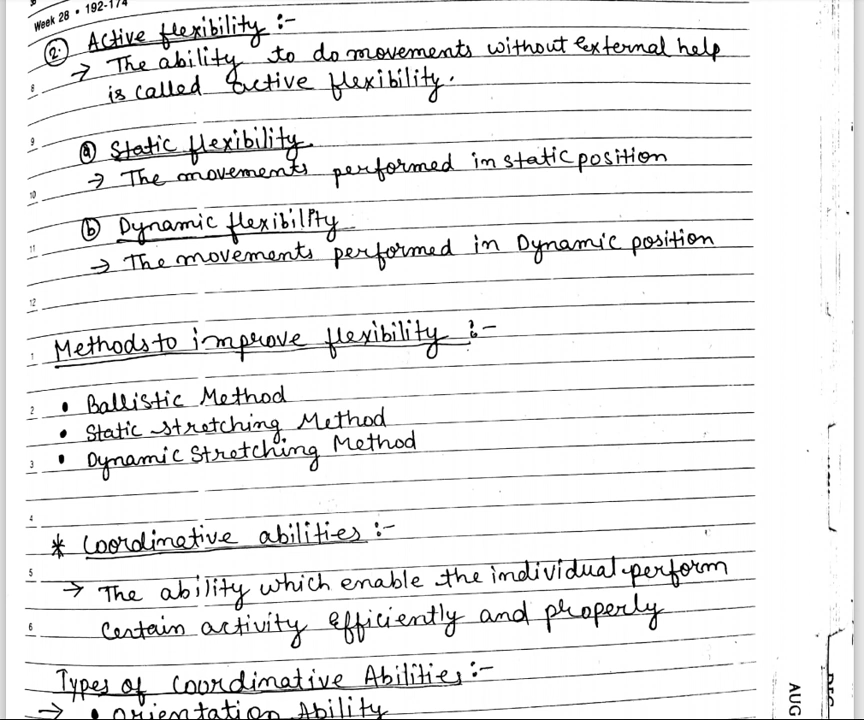 Week 28 • 192-174
② Active flexibility :-
→ The ability to do movements without external help
8
is called active flexibility.
9
ⓐ Static flexibility
→ The movements performed in static position
10
ⓑ Dynamic flexibility
11
→ The movements performed in Dynamic position
12
Methods to improve flexibility :-
1
2
• Ballistic Method
• Static stretching Method
3
• Dynamic Stretching Method
4
* Coordinative abilities :-
5
→ The ability which enable the individual perform
6
certain activity efficiently and properly
Types of Coordinative Abilities :-
→ • Orientation Ability
AUG
DEC